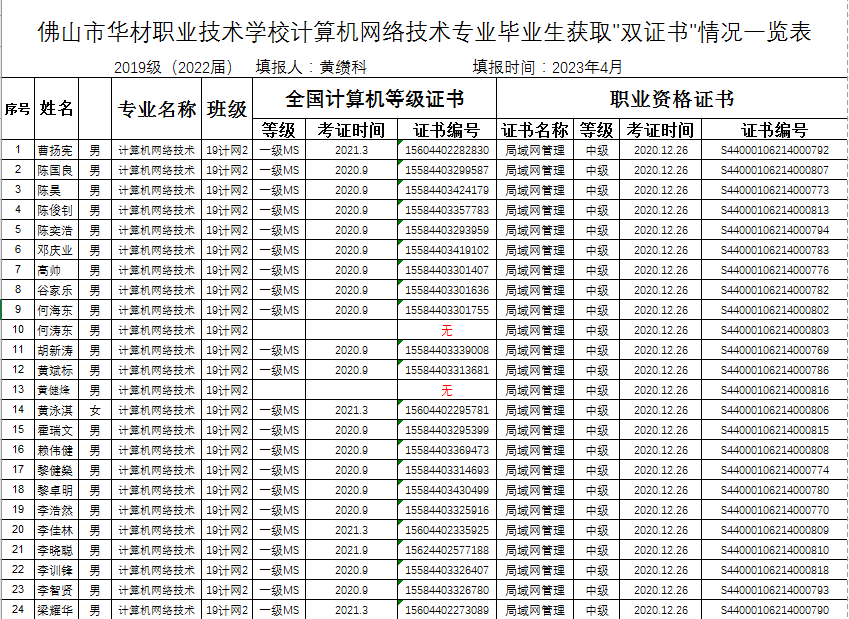 佛山市华材职业技术学校计算机网络技术专业毕业生获取"双证书"情况一览表
2019级（2022届） 填报人：黄缵科 填报时间：2023年4月
序号 姓名 专业名称 班级 全国计算机等级证书 职业资格证书
等级 考证时间 证书编号 证书名称 等级 考证时间 证书编号
1 曹扬宪 男 计算机网络技术 19计网2 一级MS 2021.3 15604402282830 局域网管理 中级 2020.12.26 S44000106214000792
2 陈国良 男 计算机网络技术 19计网2 一级MS 2020.9 15584403299587 局域网管理 中级 2020.12.26 S44000106214000807
3 陈昊 男 计算机网络技术 19计网2 一级MS 2020.9 15584403424179 局域网管理 中级 2020.12.26 S44000106214000773
4 陈俊钊 男 计算机网络技术 19计网2 一级MS 2020.9 15584403357783 局域网管理 中级 2020.12.26 S44000106214000813
5 陈奕浩 男 计算机网络技术 19计网2 一级MS 2020.9 15584403293959 局域网管理 中级 2020.12.26 S44000106214000794
6 邓庆业 男 计算机网络技术 19计网2 一级MS 2020.9 15584403419102 局域网管理 中级 2020.12.26 S44000106214000783
7 高帅 男 计算机网络技术 19计网2 一级MS 2020.9 15584403301407 局域网管理 中级 2020.12.26 S44000106214000776
8 谷家乐 男 计算机网络技术 19计网2 一级MS 2020.9 15584403301636 局域网管理 中级 2020.12.26 S44000106214000782
9 何海东 男 计算机网络技术 19计网2 一级MS 2020.9 15584403301755 局域网管理 中级 2020.12.26 S44000106214000802
10 何涛东 男 计算机网络技术 19计网2 无 局域网管理 中级 2020.12.26 S44000106214000803
11 胡新涛 男 计算机网络技术 19计网2 一级MS 2020.9 15584403339008 局域网管理 中级 2020.12.26 S44000106214000769
12 黄斌标 男 计算机网络技术 19计网2 一级MS 2020.9 15584403313681 局域网管理 中级 2020.12.26 S44000106214000786
13 黄健烽 男 计算机网络技术 19计网2 无 局域网管理 中级 2020.12.26 S44000106214000816
14 黄泳淇 女 计算机网络技术 19计网2 一级MS 2021.3 15604402295781 局域网管理 中级 2020.12.26 S44000106214000806
15 霍瑞文 男 计算机网络技术 19计网2 一级MS 2020.9 15584403295399 局域网管理 中级 2020.12.26 S44000106214000815
16 赖伟健 男 计算机网络技术 19计网2 一级MS 2020.9 15584403369473 局域网管理 中级 2020.12.26 S44000106214000808
17 黎健燊 男 计算机网络技术 19计网2 一级MS 2020.9 15584403314693 局域网管理 中级 2020.12.26 S44000106214000774
18 黎卓明 男 计算机网络技术 19计网2 一级MS 2020.9 15584403430499 局域网管理 中级 2020.12.26 S44000106214000780
19 李浩然 男 计算机网络技术 19计网2 一级MS 2020.9 15584403325916 局域网管理 中级 2020.12.26 S44000106214000770
20 李佳林 男 计算机网络技术 19计网2 一级MS 2021.3 15604402335925 局域网管理 中级 2020.12.26 S44000106214000809
21 李晓聪 男 计算机网络技术 19计网2 一级MS 2021.9 15624402577188 局域网管理 中级 2020.12.26 S44000106214000810
22 李训锋 男 计算机网络技术 19计网2 一级MS 2020.9 15584403326407 局域网管理 中级 2020.12.26 S44000106214000818
23 李智贤 男 计算机网络技术 19计网2 一级MS 2020.9 15584403326780 局域网管理 中级 2020.12.26 S44000106214000793
24 梁耀华 男 计算机网络技术 19计网2 一级MS 2021.3 15604402273089 局域网管理 中级 2020.12.26 S44000106214000790